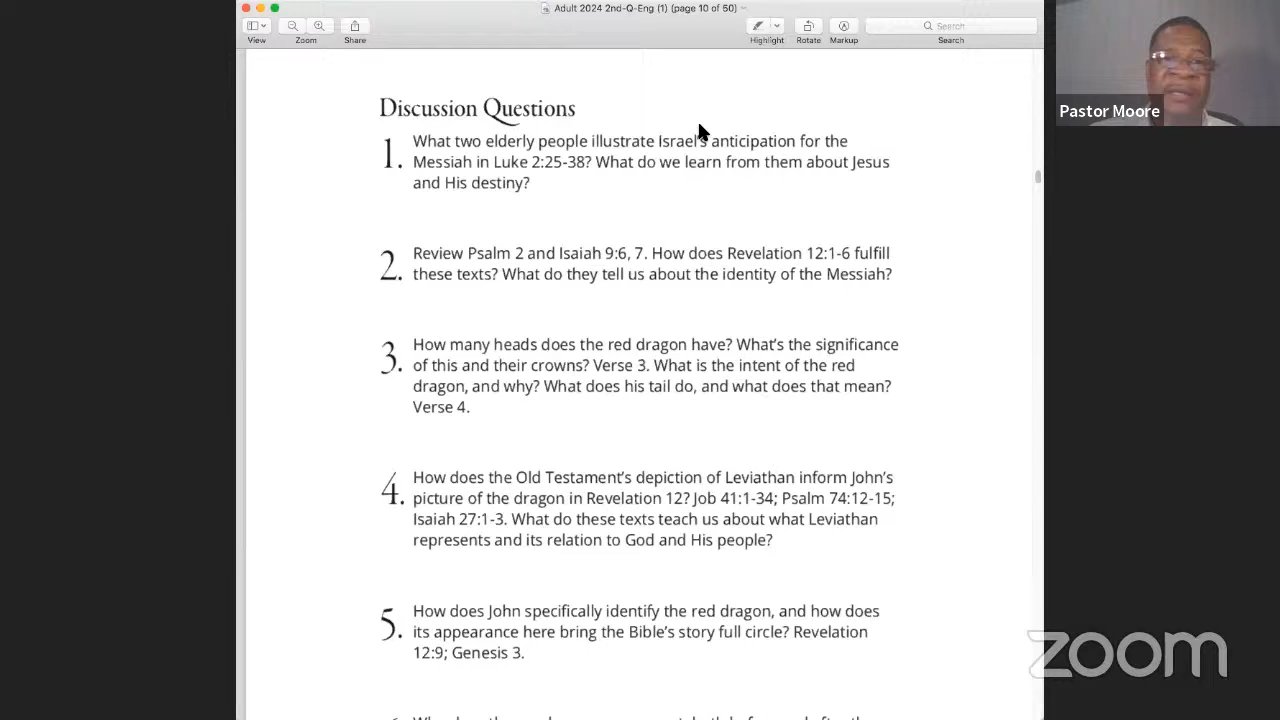 Adult 2024 2nd-Q-Eng (1) (page 10 of 50)
View
Zoom
Share
Highlight
Rotate
Markup
Search
Search
Pastor Moore
Discussion Questions
1. What two elderly people illustrate Israel's anticipation for the
Messiah in Luke 2:25-38? What do we learn from them about Jesus
and His destiny?
2. Review Psalm 2 and Isaiah 9:6, 7. How does Revelation 12:1-6 fulfill
these texts? What do they tell us about the identity of the Messiah?
3. How many heads does the red dragon have? What's the significance
of this and their crowns? Verse 3. What is the intent of the red
dragon, and why? What does his tail do, and what does that mean?
Verse 4.
4. How does the Old Testament's depiction of Leviathan inform John's
picture of the dragon in Revelation 12? Job 41:1-34; Psalm 74:12-15;
Isaiah 27:1-3. What do these texts teach us about what Leviathan
represents and its relation to God and His people?
5. How does John specifically identify the red dragon, and how does
its appearance here bring the Bible's story full circle? Revelation
12:9; Genesis 3.
zoom